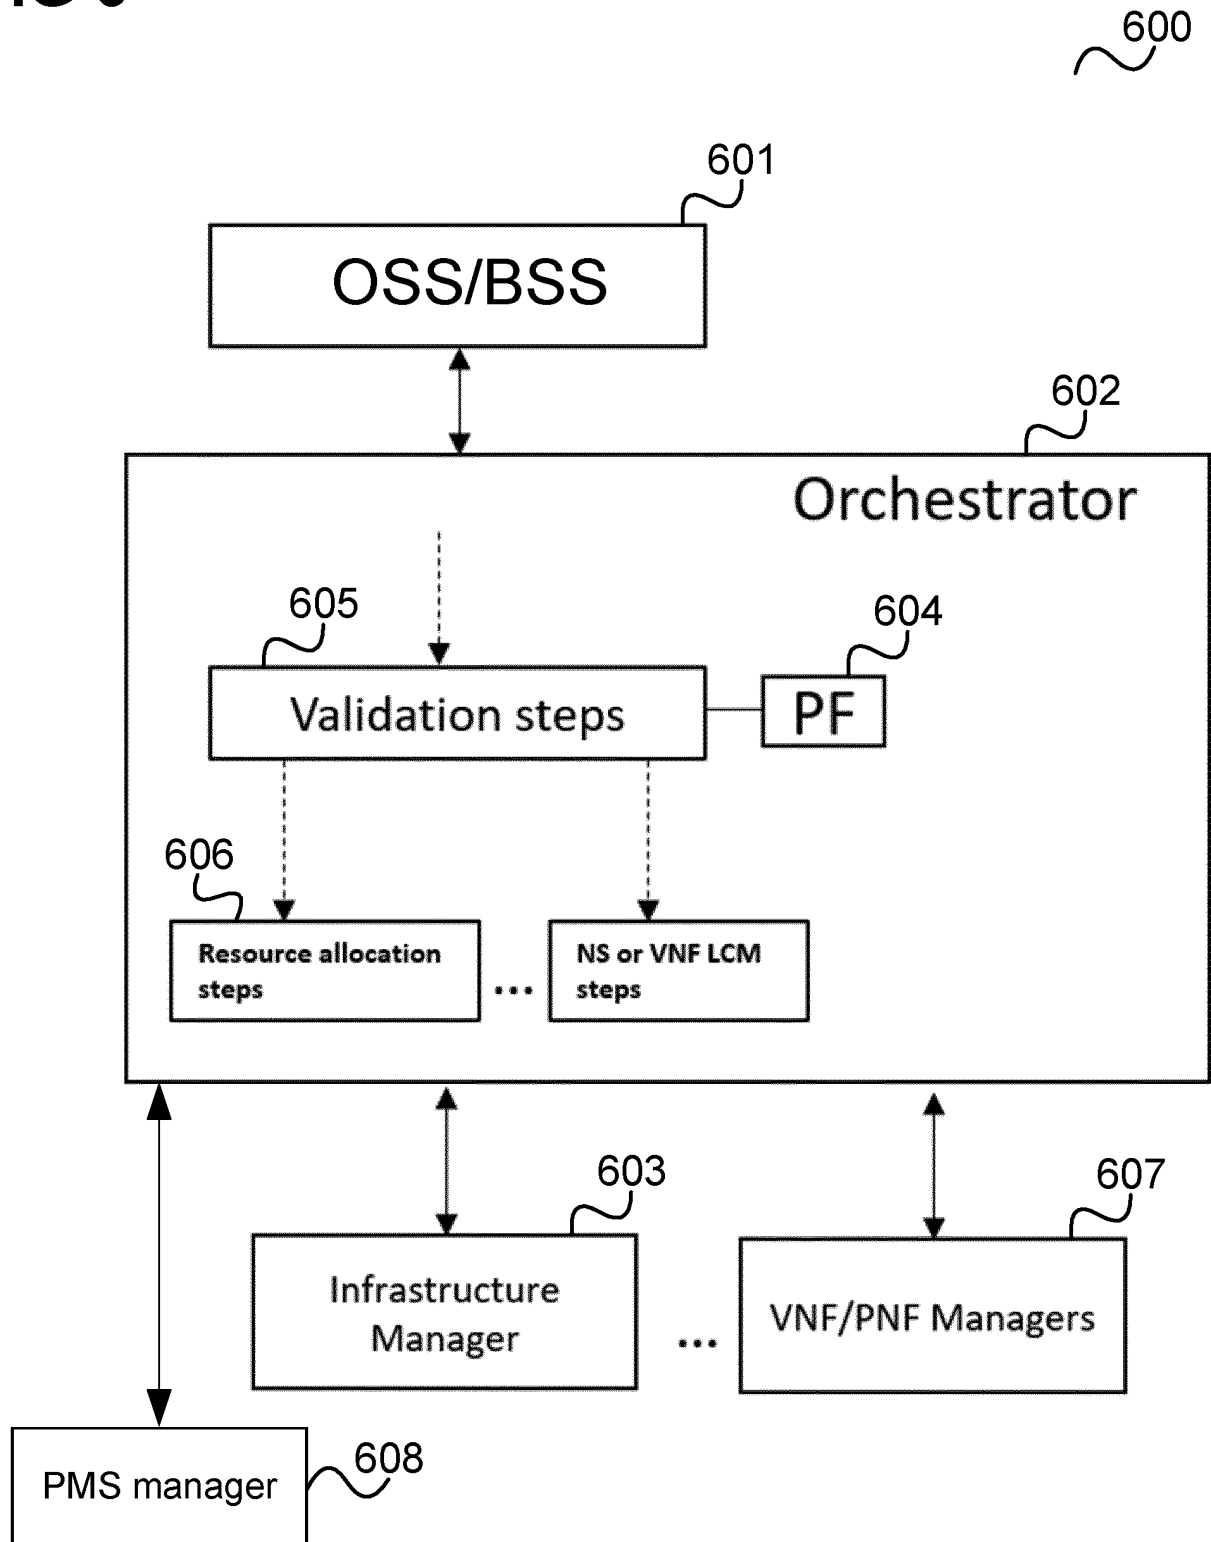 600
601
OSS/BSS
602
Orchestrator
605
604
Validation steps
PF
606
Resource allocation
steps
...
NS or VNF LCM
steps
603
607
Infrastructure
Manager
...
VNF/PNF Managers
608
PMS manager